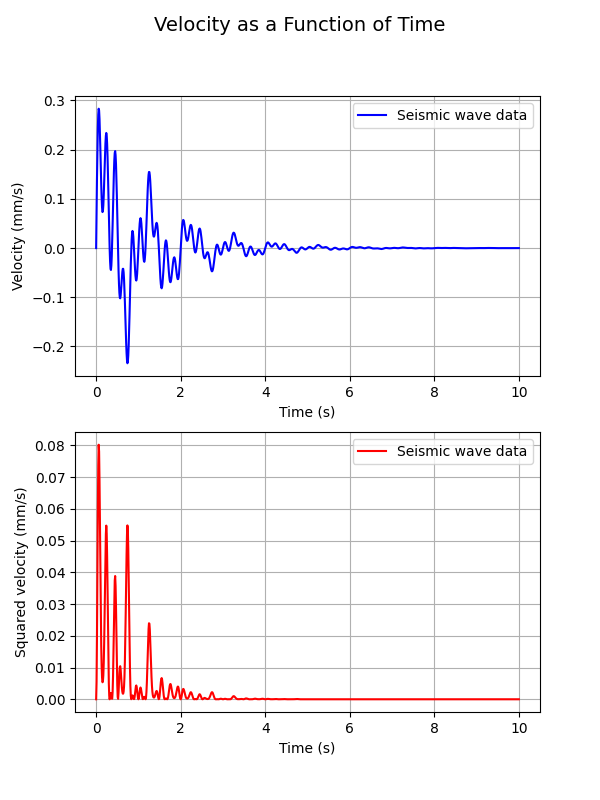 Velocity as a Function of Time
0.3
0.2
0.1
0.0
−0.1
−0.2
Velocity (mm/s)
Seismic wave data
0 2 4 6 8 10
Time (s)
0.08
0.07
0.06
0.05
0.04
0.03
0.02
0.01
0.00
Squared velocity (mm/s)
Seismic wave data
0 2 4 6 8 10
Time (s)